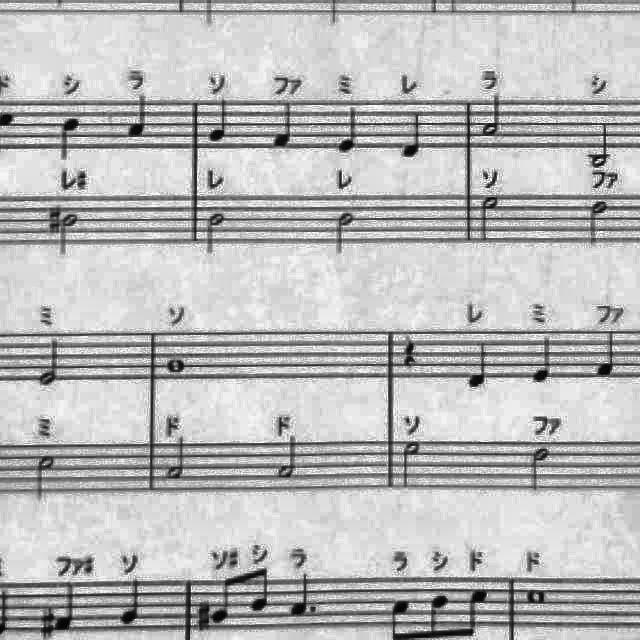 ド シ ラ ソ ファ ミ レ ラ シ
レ♯ レ レ ソ ファ
ミ ソ レ ミ ファ
ミ ド ド ソ ファ
ファ♯ ソ ソ♯ シ ラ ラ シ ド ド